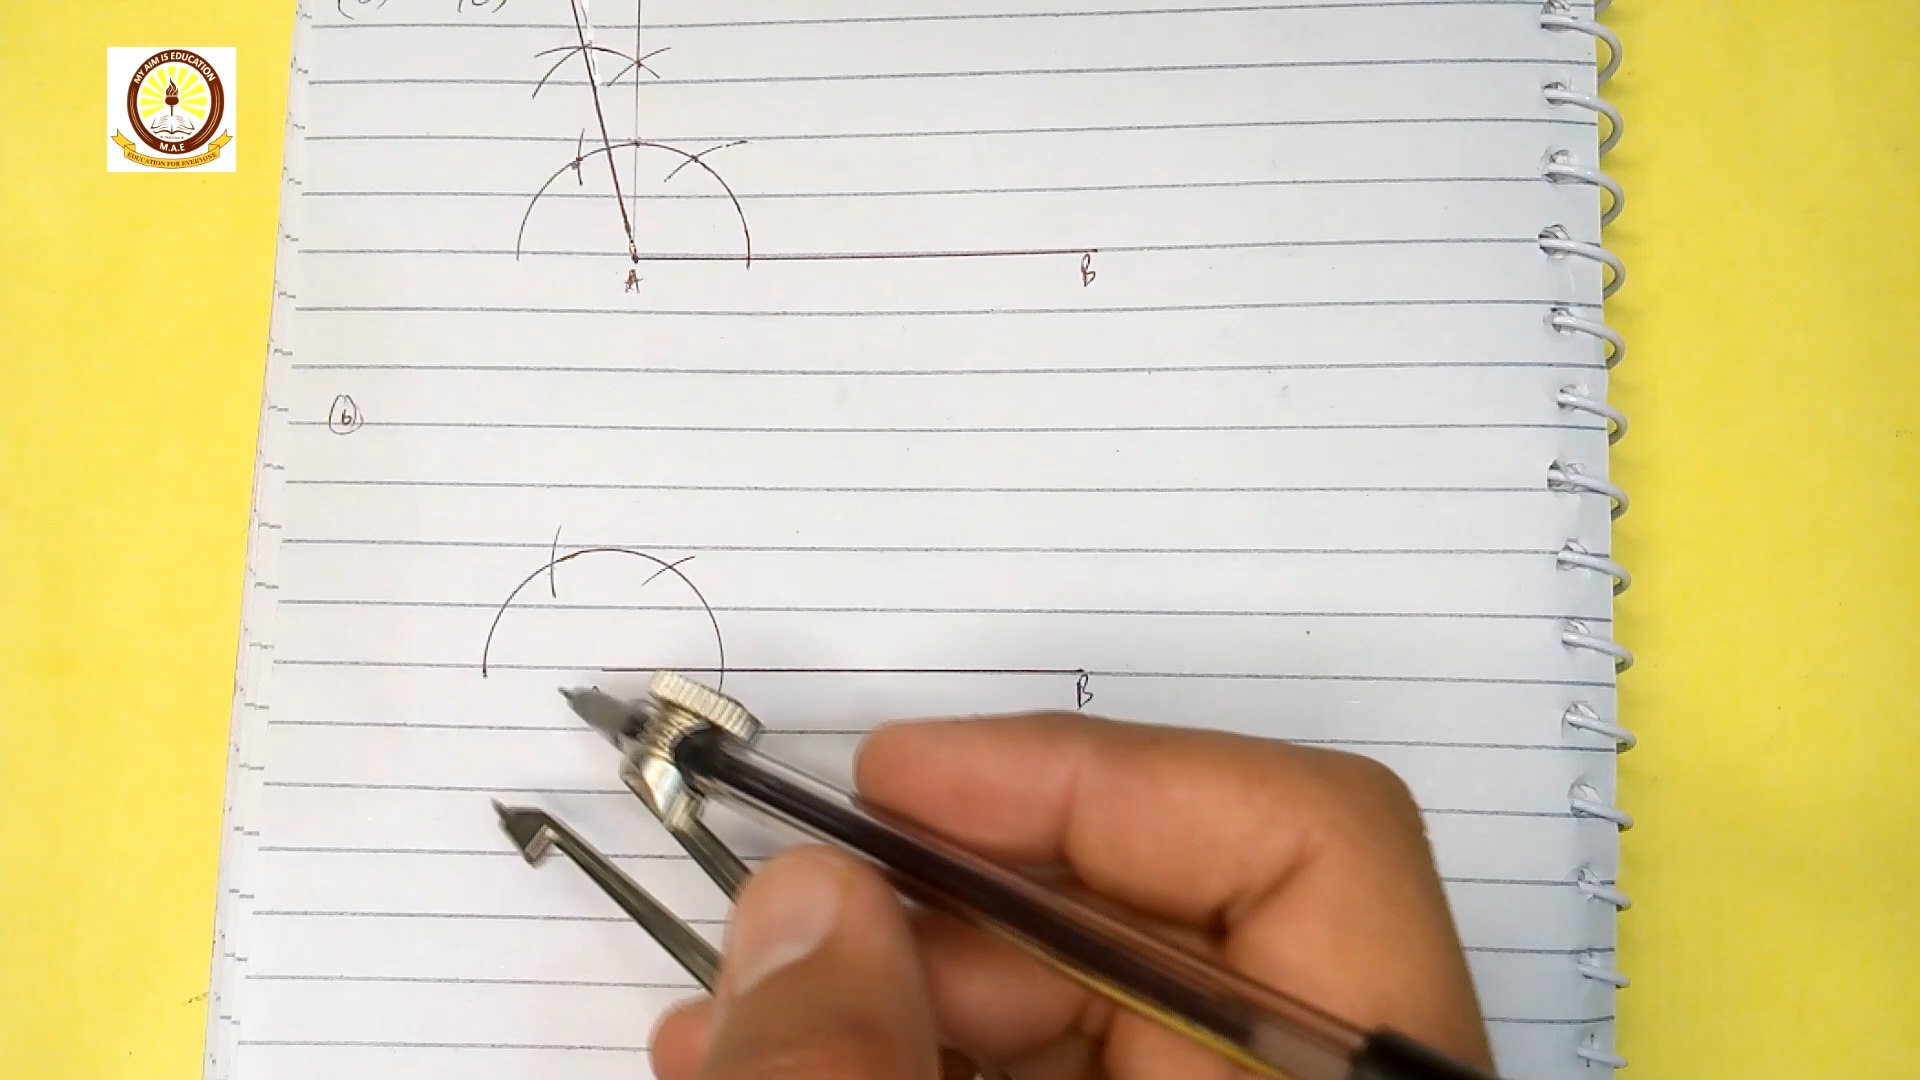 MY AIM IS EDUCATION
M.A.E
EDUCATION FOR EVERYONE
A
B
B